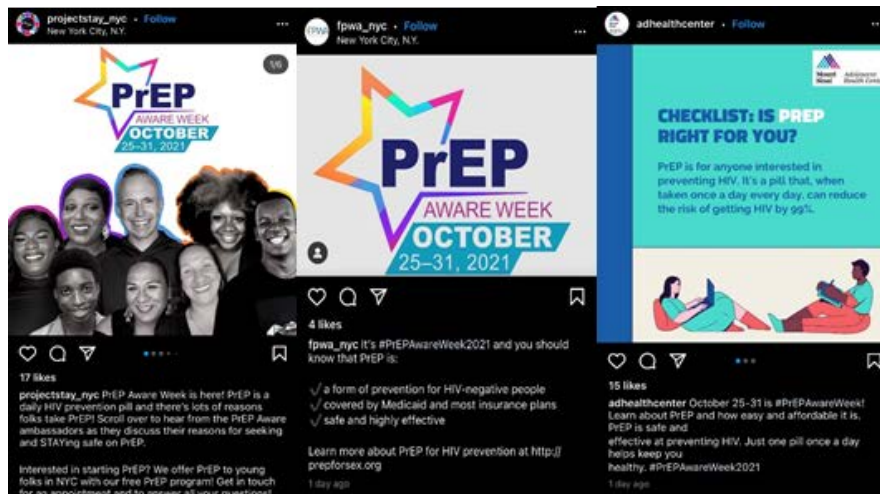 projectstay_nyc • Follow
New York City, N.Y.
1/6
PrEP
AWARE WEEK
OCTOBER
25–31, 2021
17 likes
projectstay_nyc PrEP Aware Week is here! PrEP is a
daily HIV prevention pill and there's lots of reasons
folks take PrEP! Scroll over to hear from the PrEP Aware
ambassadors as they discuss their reasons for seeking
and STAYing safe on PrEP.
Interested in starting PrEP? We offer PrEP to young
folks in NYC with our free PrEP program! Get in touch
for an appointment and to answer all your questions!
fpwa_nyc • Follow
New York City, N.Y.
FPWA
PrEP
AWARE WEEK
OCTOBER
25–31, 2021
4 likes
fpwa_nyc It's #PrEPAwareWeek2021 and you should
know that PrEP is:
✓ a form of prevention for HIV-negative people
✓ covered by Medicaid and most insurance plans
✓ safe and highly effective
Learn more about PrEP for HIV prevention at http://
prepforsex.org
1 day ago
adhealthcenter • Follow
Mount
Sinai
Adolescent
Health Center
CHECKLIST: IS PREP
RIGHT FOR YOU?
PrEP is for anyone interested in
preventing HIV. It's a pill that, when
taken once a day every day, can reduce
the risk of getting HIV by 99%.
15 likes
adhealthcenter October 25-31 is #PrEPAwareWeek!
Learn about PrEP and how easy and affordable it is.
PrEP is safe and
effective at preventing HIV. Just one pill once a day
helps keep you
healthy. #PrEPAwareWeek2021
1 day ago